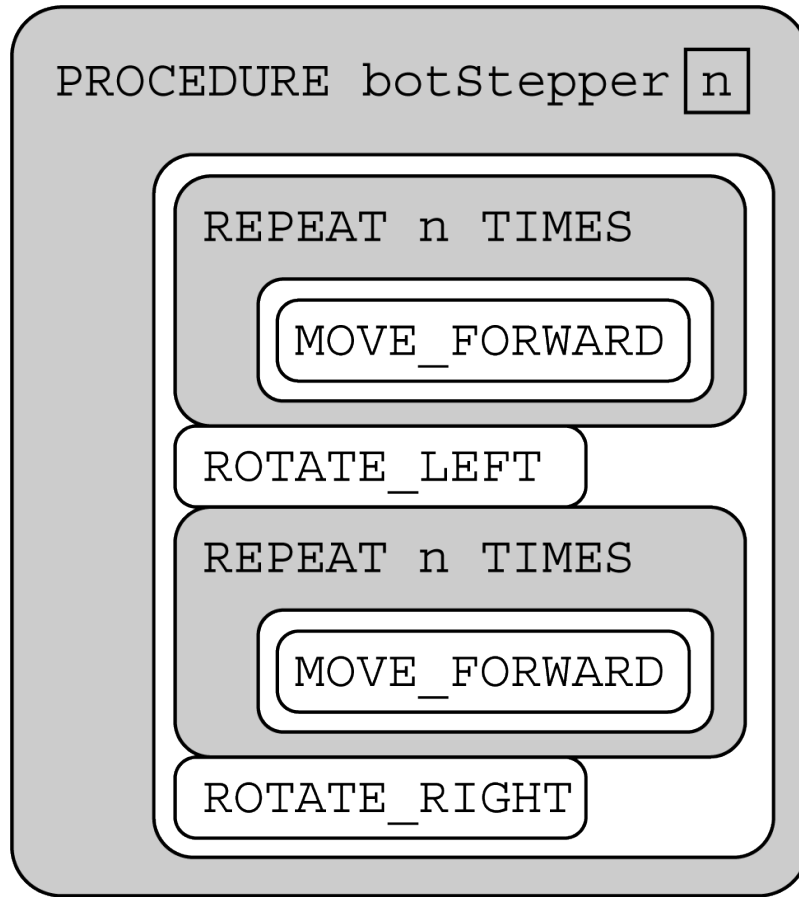 PROCEDURE botStepper n
REPEAT n TIMES
MOVE_FORWARD
ROTATE_LEFT
REPEAT n TIMES
MOVE_FORWARD
ROTATE_RIGHT